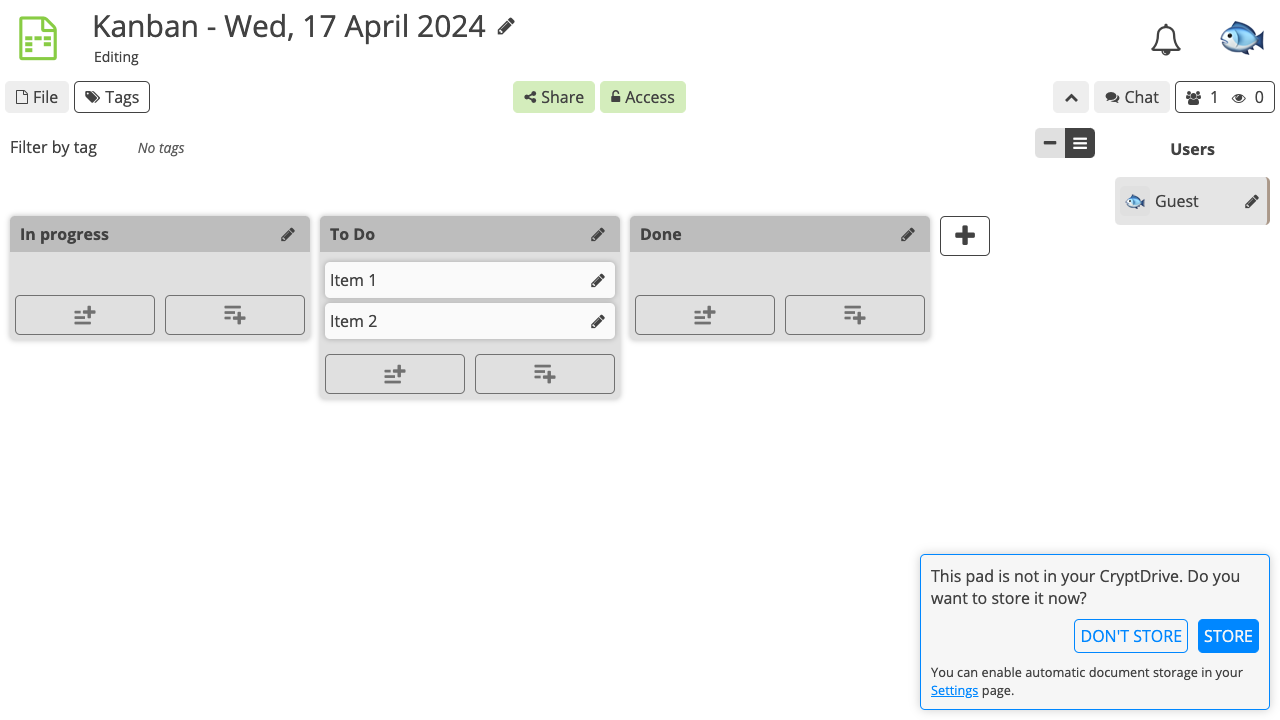 Kanban - Wed, 17 April 2024
Editing
File
Tags
Share
Access
Chat
1
0
Filter by tag
No tags
Users
Guest
In progress
To Do
Done
Item 1
Item 2
This pad is not in your CryptDrive. Do you
want to store it now?
DON'T STORE
STORE
You can enable automatic document storage in your
Settings page.